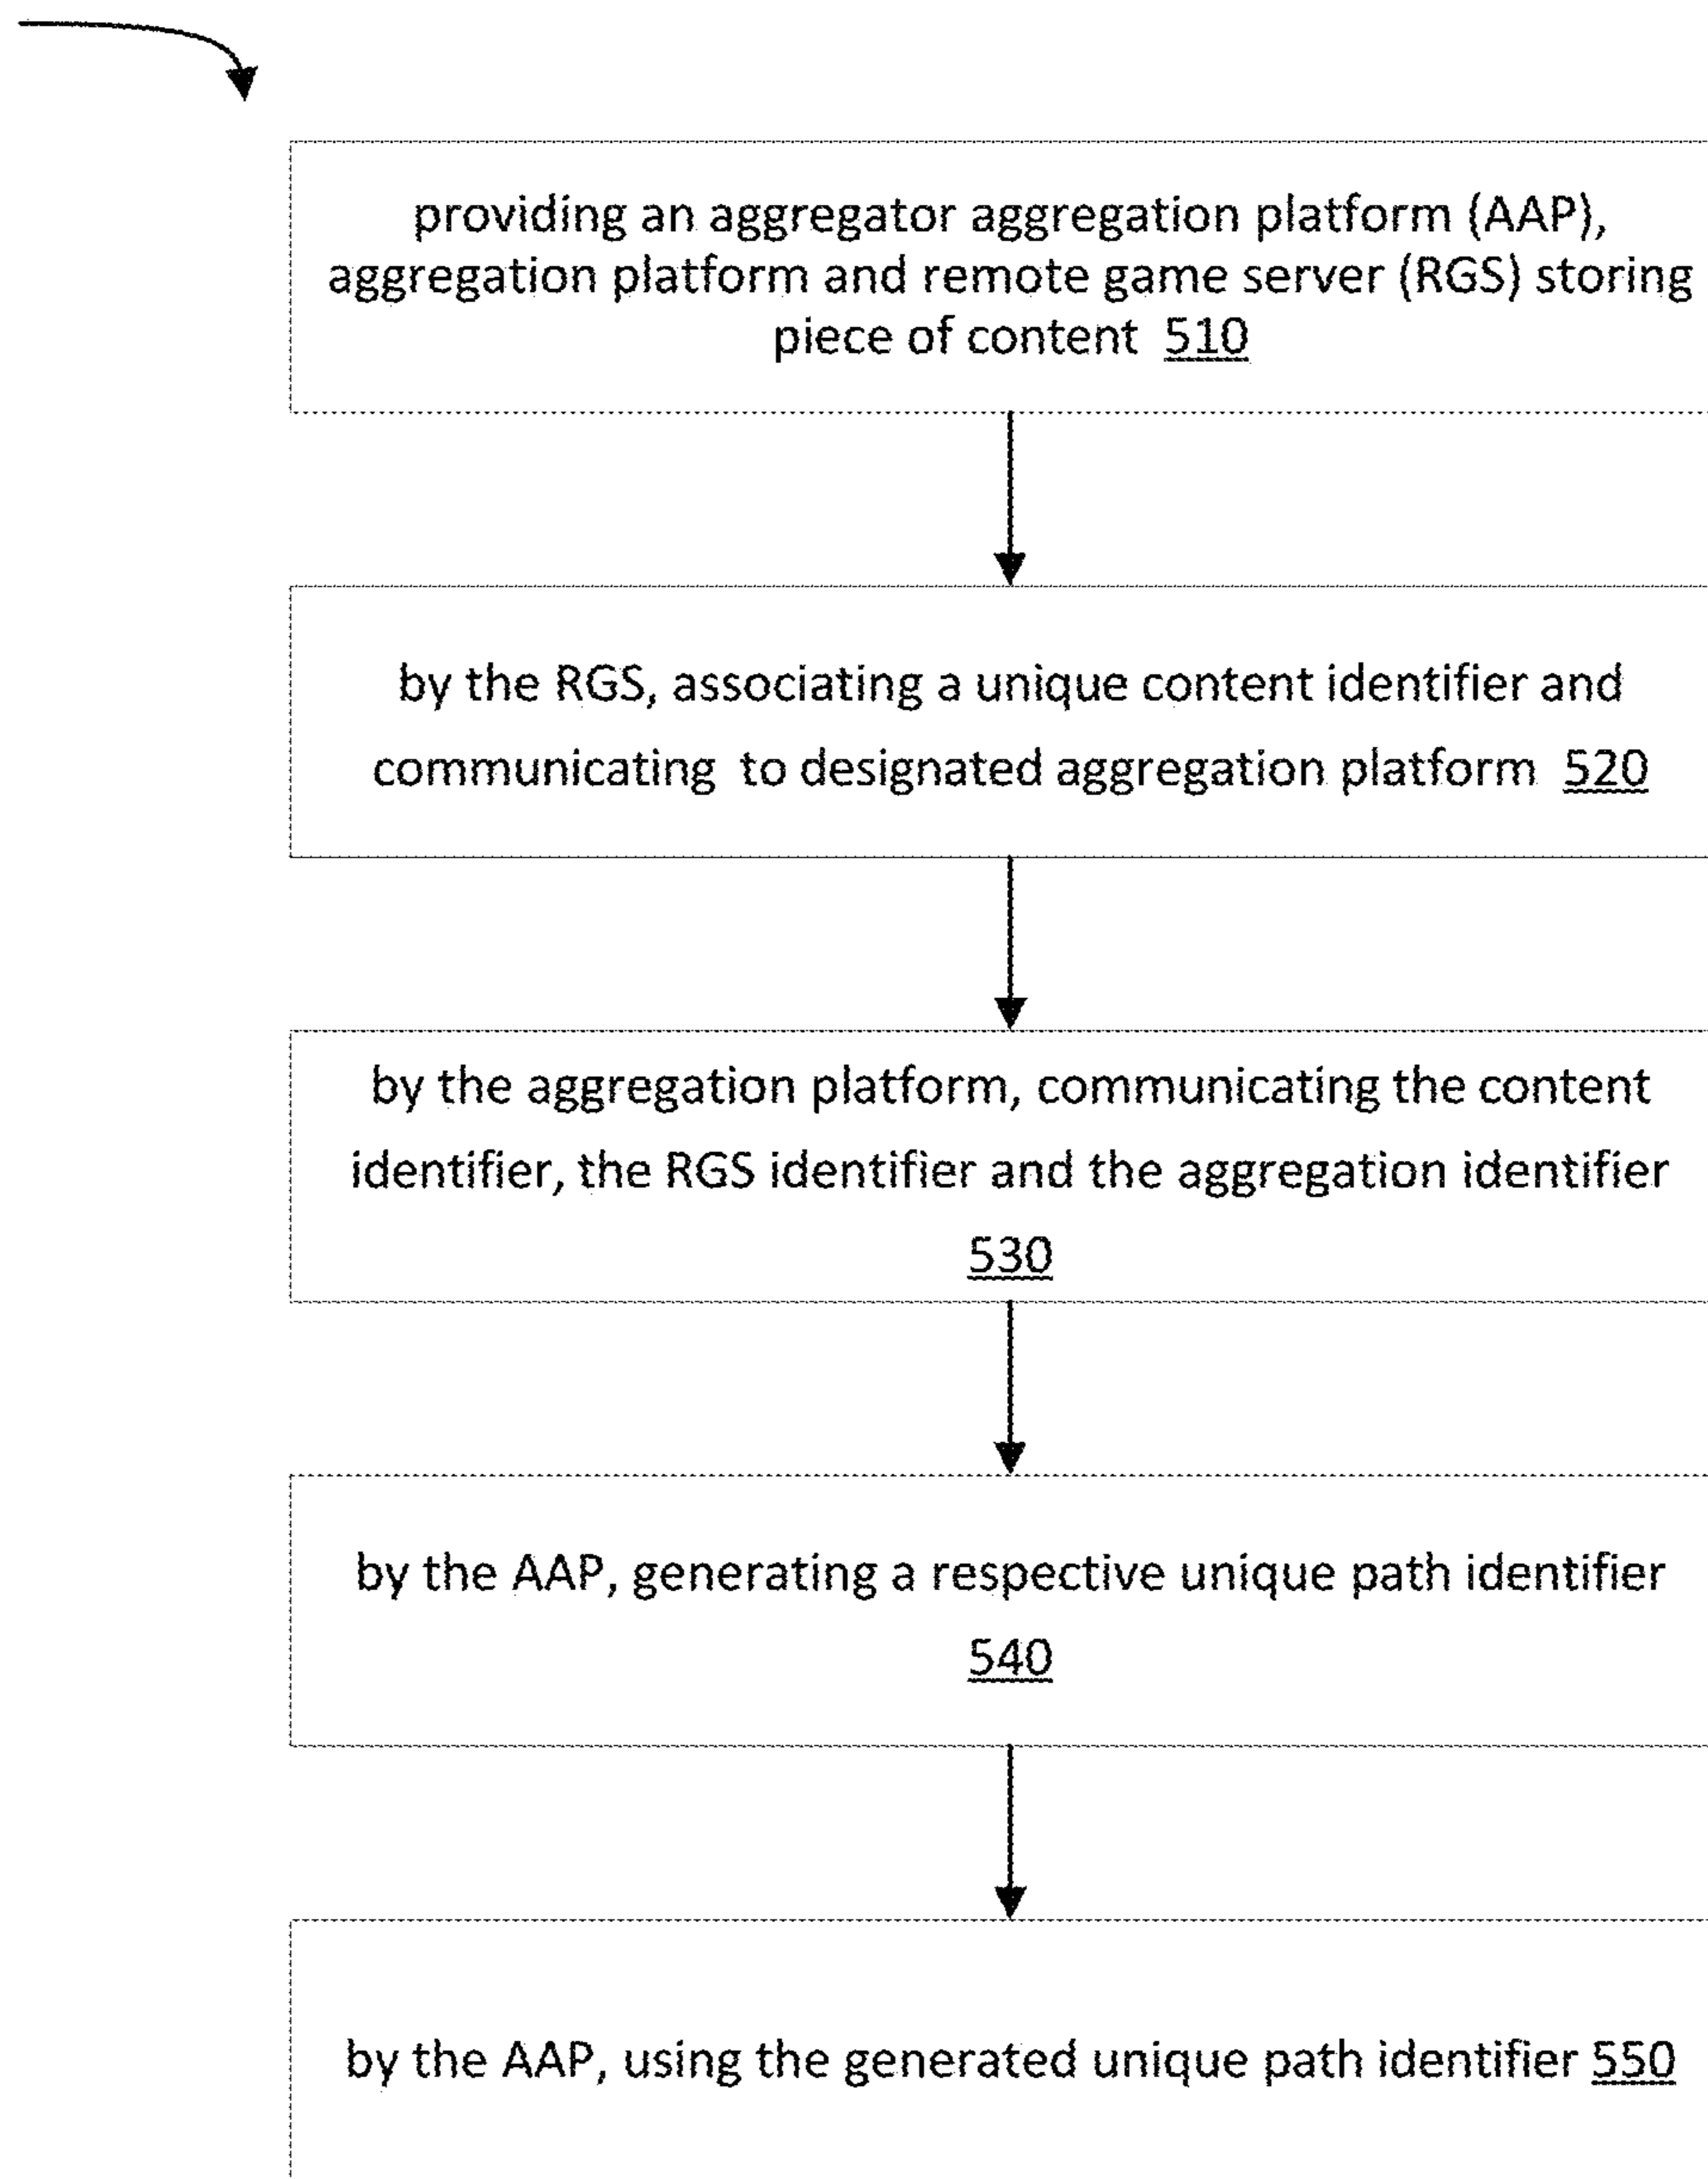 providing an aggregator aggregation platform (AAP),
aggregation platform and remote game server (RGS) storing
piece of content 510
by the RGS, associating a unique content identifier and
communicating to designated aggregation platform 520
by the aggregation platform, communicating the content
identifier, the RGS identifier and the aggregation identifier
530
by the AAP, generating a respective unique path identifier
540
by the AAP, using the generated unique path identifier 550